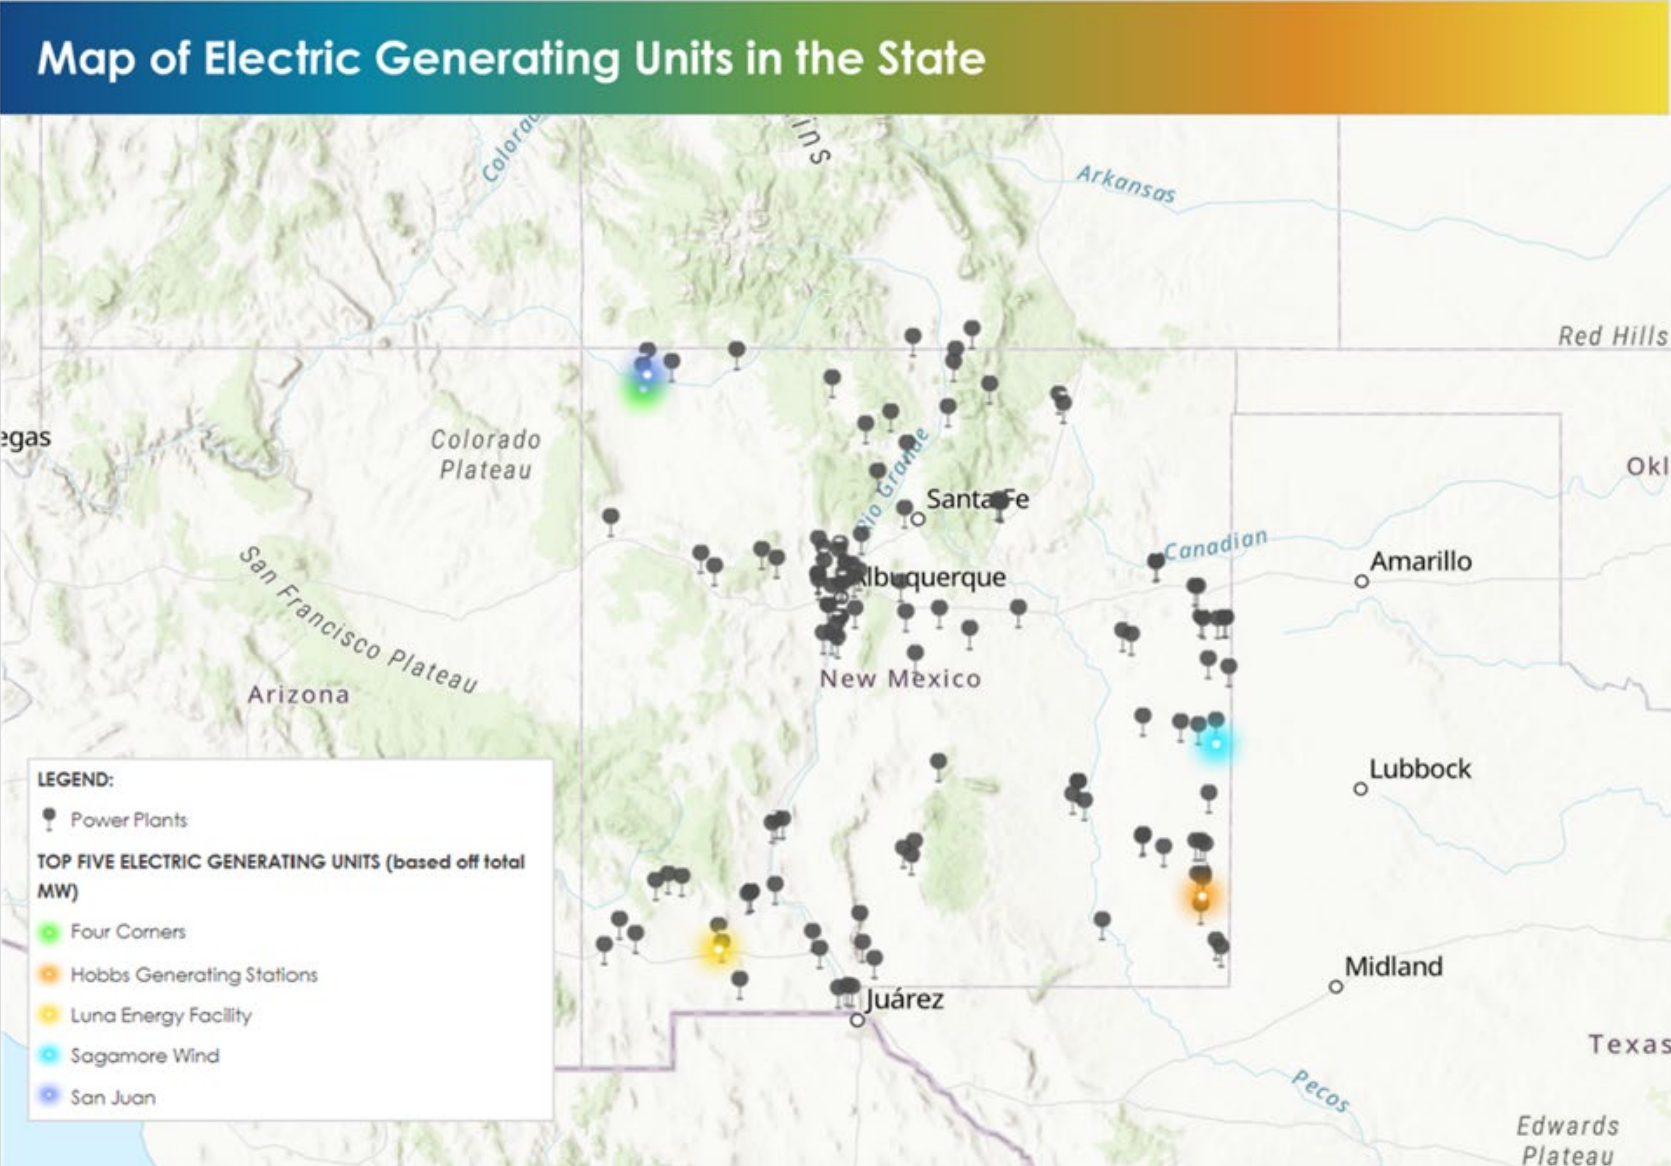 Map of Electric Generating Units in the State
Colorad
ins
Arkansas
Red Hills
egas
Colorado
Plateau
Okl
Rio Grande
Santa Fe
San Francisco Plateau
Canadian
Amarillo
Albuquerque
New Mexico
Arizona
Lubbock
LEGEND:
Power Plants
TOP FIVE ELECTRIC GENERATING UNITS (based off total
MW)
Four Corners
Hobbs Generating Stations
Luna Energy Facility
Sagamore Wind
San Juan
Midland
Juárez
Texas
Pecos
Edwards
Plateau